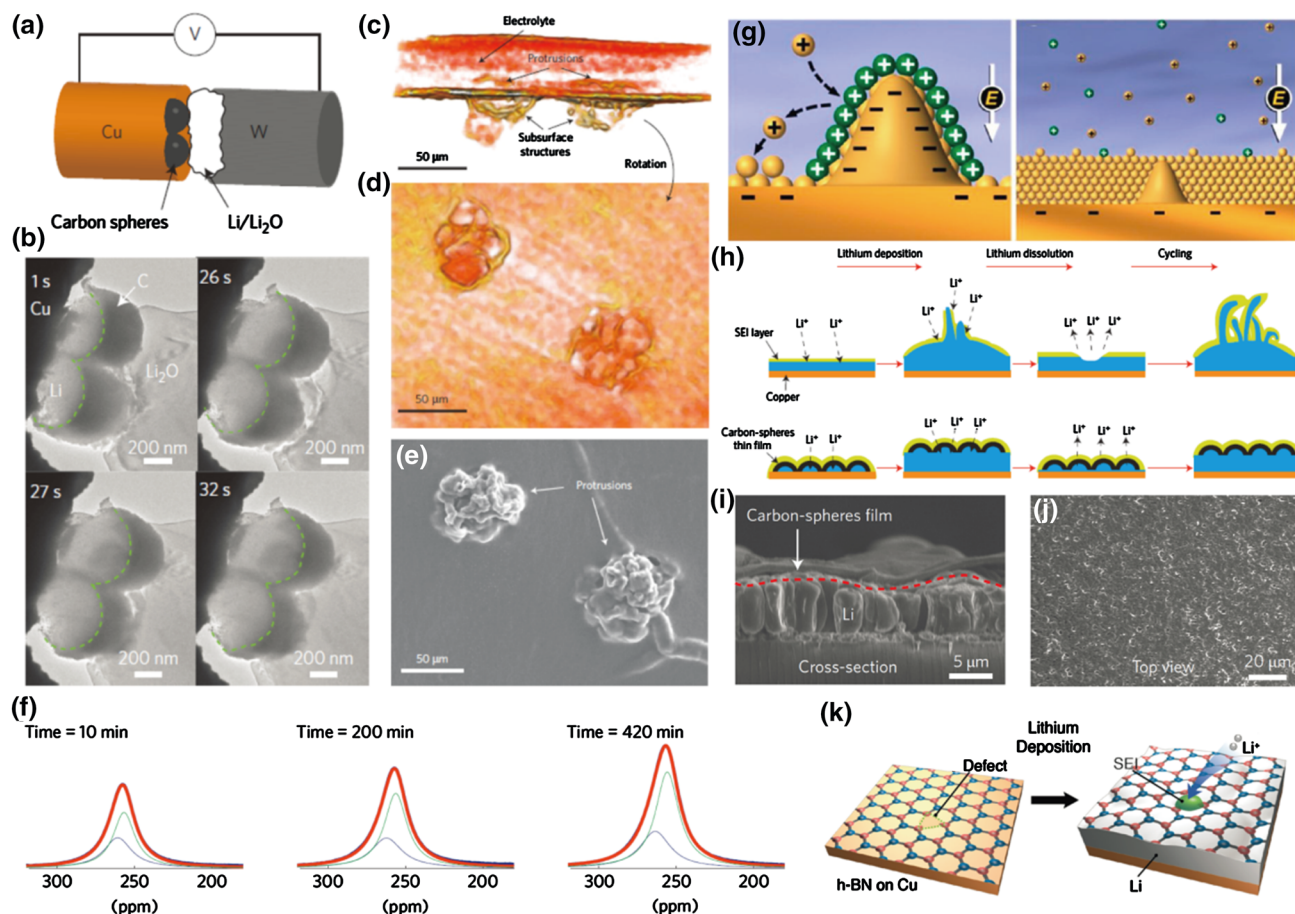 (a)
V
Cu
W
Carbon spheres
Li/Li₂O
(b)
1 s
C
Cu
Li₂O
Li
200 nm
26 s
200 nm
27 s
200 nm
32 s
200 nm
(c)
Electrolyte
Protrusions
Subsurface
structures
50 µm
Rotation
(d)
50 µm
(e)
Protrusions
50 µm
(f)
Time = 10 min
300 250 200
(ppm)
Time = 200 min
300 250 200
(ppm)
Time = 420 min
300 250 200
(ppm)
(g)
+
+
+ + + + + + + + + + + + + +
E
E
(h)
Lithium deposition
Lithium dissolution
Cycling
SEI layer
Li⁺ Li⁺
Copper
Li⁺
Li⁺
Li⁺
Li⁺ Li⁺ Li⁺
Carbon-spheres
thin film
Li⁺ Li⁺
Li⁺ Li⁺ Li⁺
Li⁺ Li⁺ Li⁺
(i)
Carbon-spheres film
Li
Cross-section
5 µm
(j)
Top view
20 µm
(k)
Defect
h-BN on Cu
Lithium
Deposition
SEI
Li⁺
Li